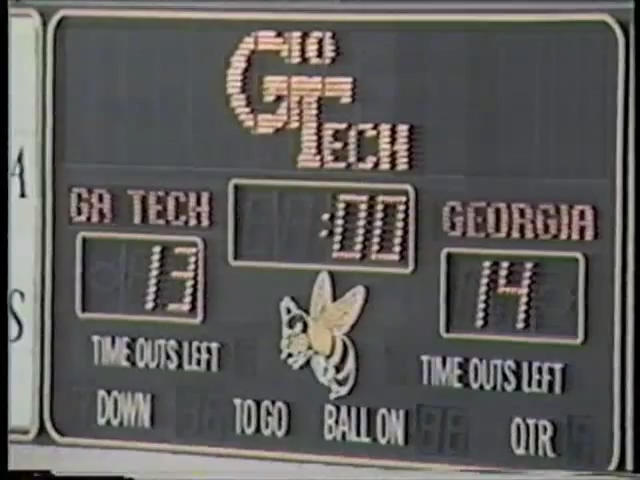 G
TECH
A
GA TECH
:00
GEORGIA
13
14
S
TIME OUTS LEFT
TIME OUTS LEFT
DOWN
TO GO
BALL ON
QTR